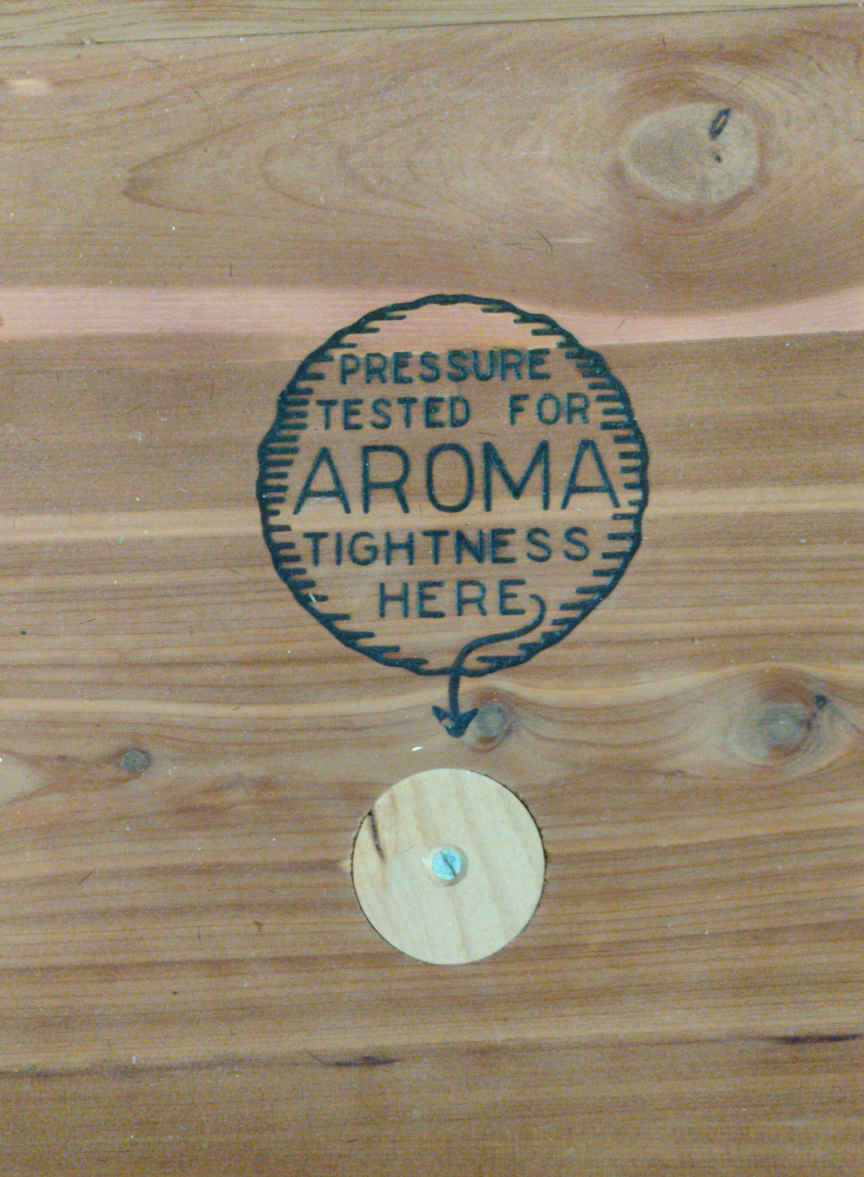 PRESSURE
TESTED FOR
AROMA
TIGHTNESS
HERE